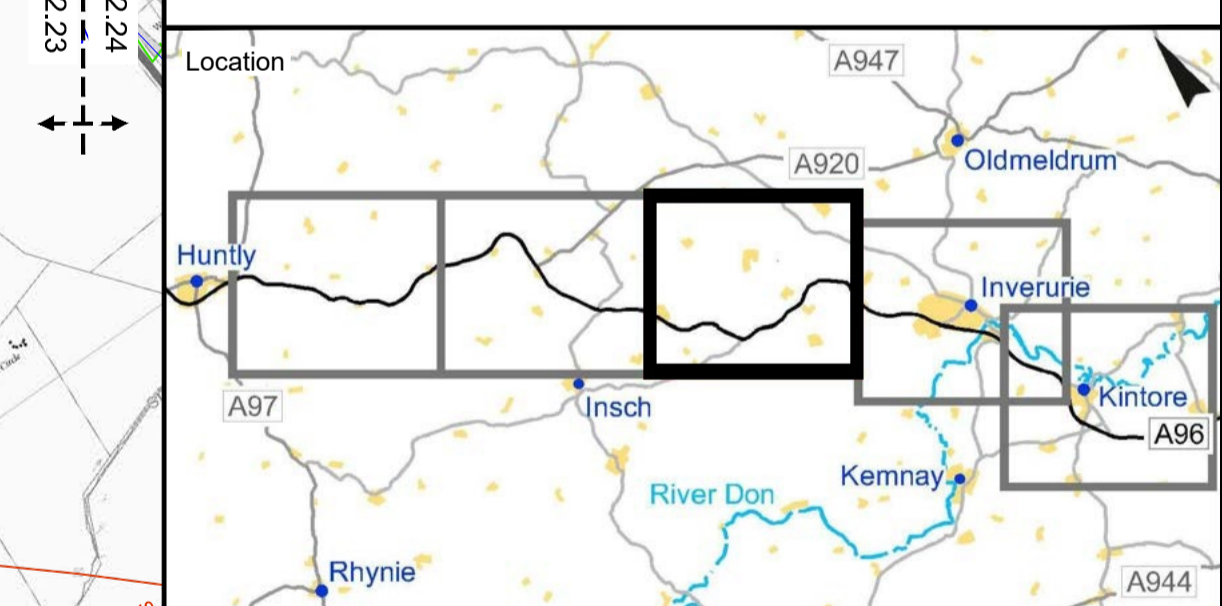 2.23
2.24
Location
A947
Oldmeldrum
A920
Huntly
Inverurie
A97
Insch
Kintore
A96
Kemnay
River Don
Rhynie
A944
Circle